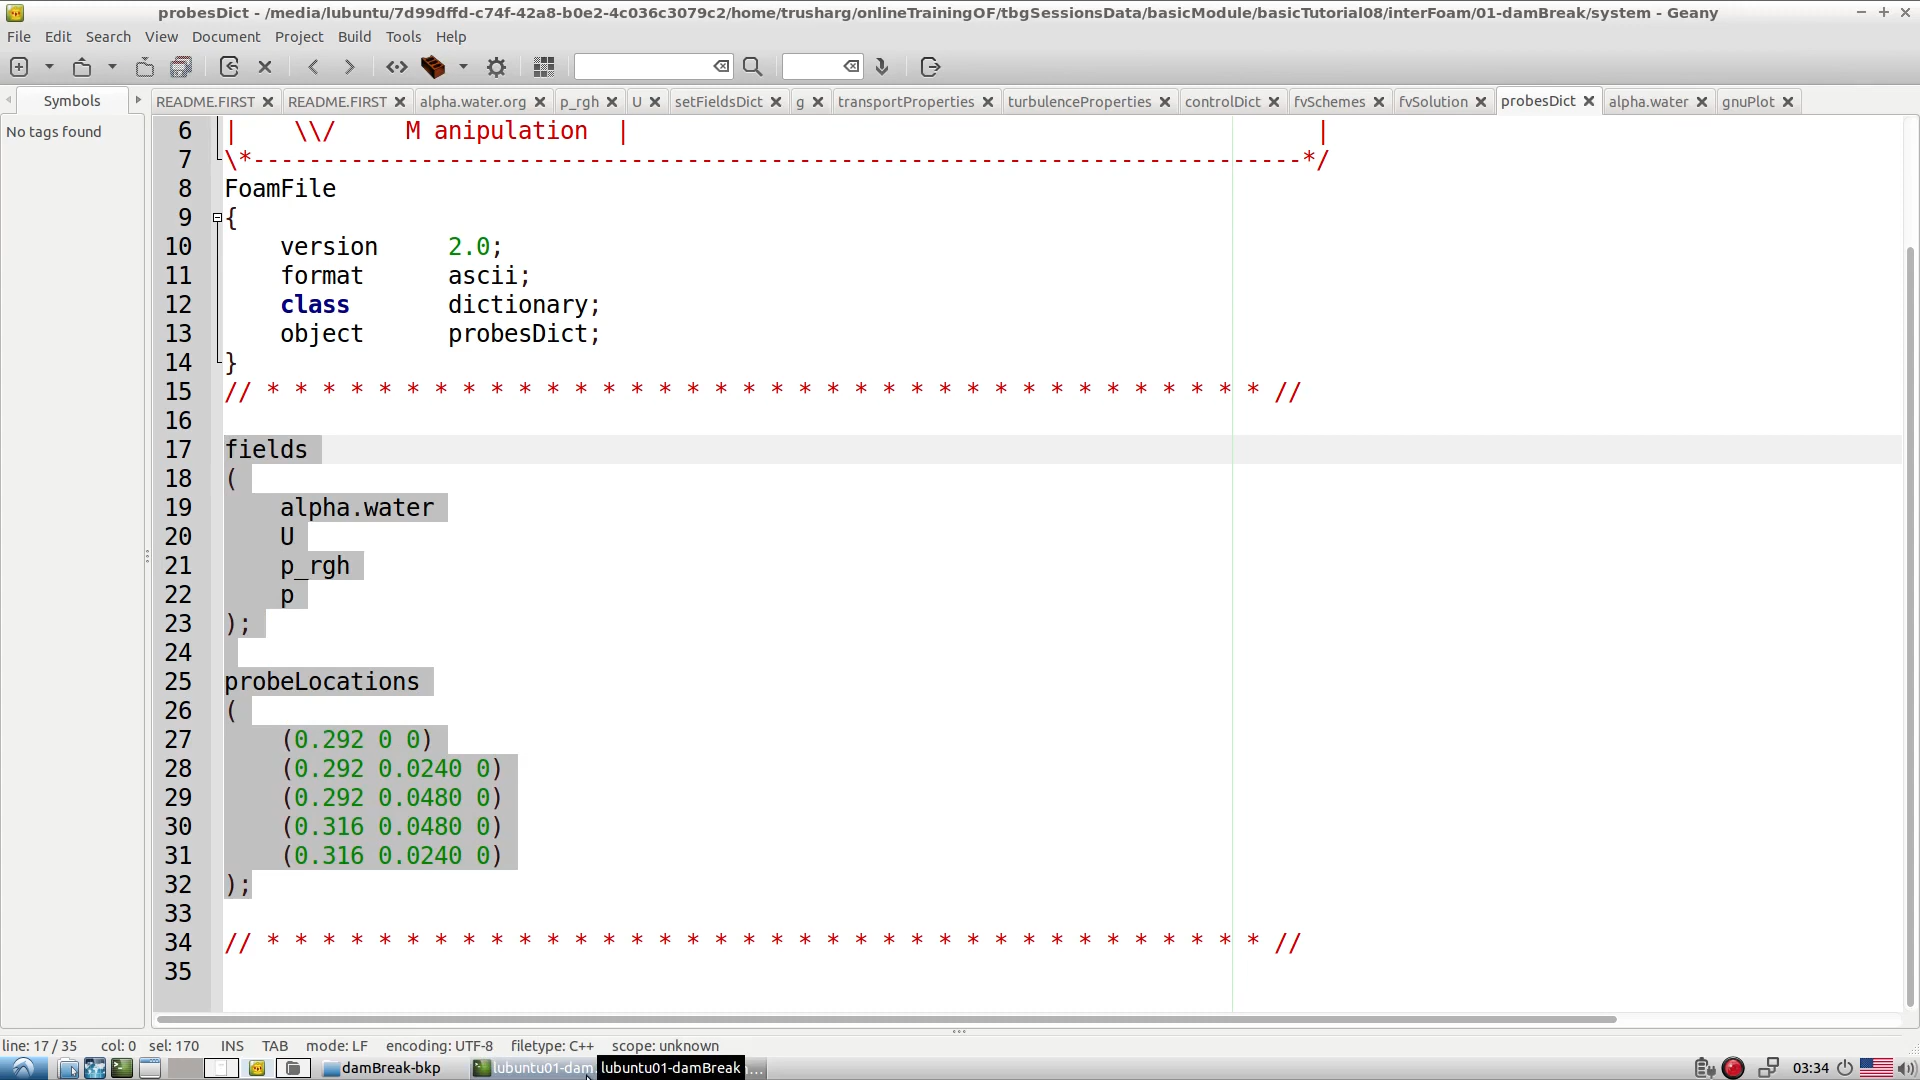 probesDict - /media/lubuntu/7d99dffd-c74f-42a8-b0e2-4c036c3079c2/home/trusharg/onlineTrainingOF/tbgSessionsData/basicModule/basicTutorial08/interFoam/01-damBreak/system - Geany
File Edit Search View Document Project Build Tools Help
Symbols README.FIRST README.FIRST alpha.water.org p_rgh U setFieldsDict g transportProperties turbulenceProperties controlDict fvSchemes fvSolution probesDict alpha.water gnuPlot
No tags found
6 |    \\/     M anipulation  |                                                 |
7 \*---------------------------------------------------------------------------*/
8 FoamFile
9 {
10     version     2.0;
11     format      ascii;
12     class       dictionary;
13     object      probesDict;
14 }
15 // * * * * * * * * * * * * * * * * * * * * * * * * * * * * * * * * * * * * //
16
17 fields
18 (
19     alpha.water
20     U
21     p_rgh
22     p
23 );
24
25 probeLocations
26 (
27     (0.292 0 0)
28     (0.292 0.0240 0)
29     (0.292 0.0480 0)
30     (0.316 0.0480 0)
31     (0.316 0.0240 0)
32 );
33
34 // * * * * * * * * * * * * * * * * * * * * * * * * * * * * * * * * * * * * //
35
line: 17 / 35 col: 0 sel: 170 INS TAB mode: LF encoding: UTF-8 filetype: C++ scope: unknown
damBreak-bkp lubuntu01-dam lubuntu01-damBreak ... 03:34